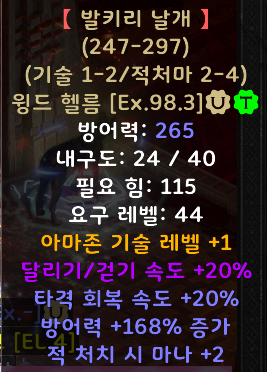 【 발키리 날개 】
(247-297)
(기술 1-2/적처마 2-4)
윙드 헬름 [Ex.98.3]ⓊⓉ
방어력: 265
내구도: 24 / 40
필요 힘: 115
요구 레벨: 44
아마존 기술 레벨 +1
달리기/걷기 속도 +20%
타격 회복 속도 +20%
방어력 +168% 증가
적 처치 시 마나 +2
x.-]U
[EL.4]